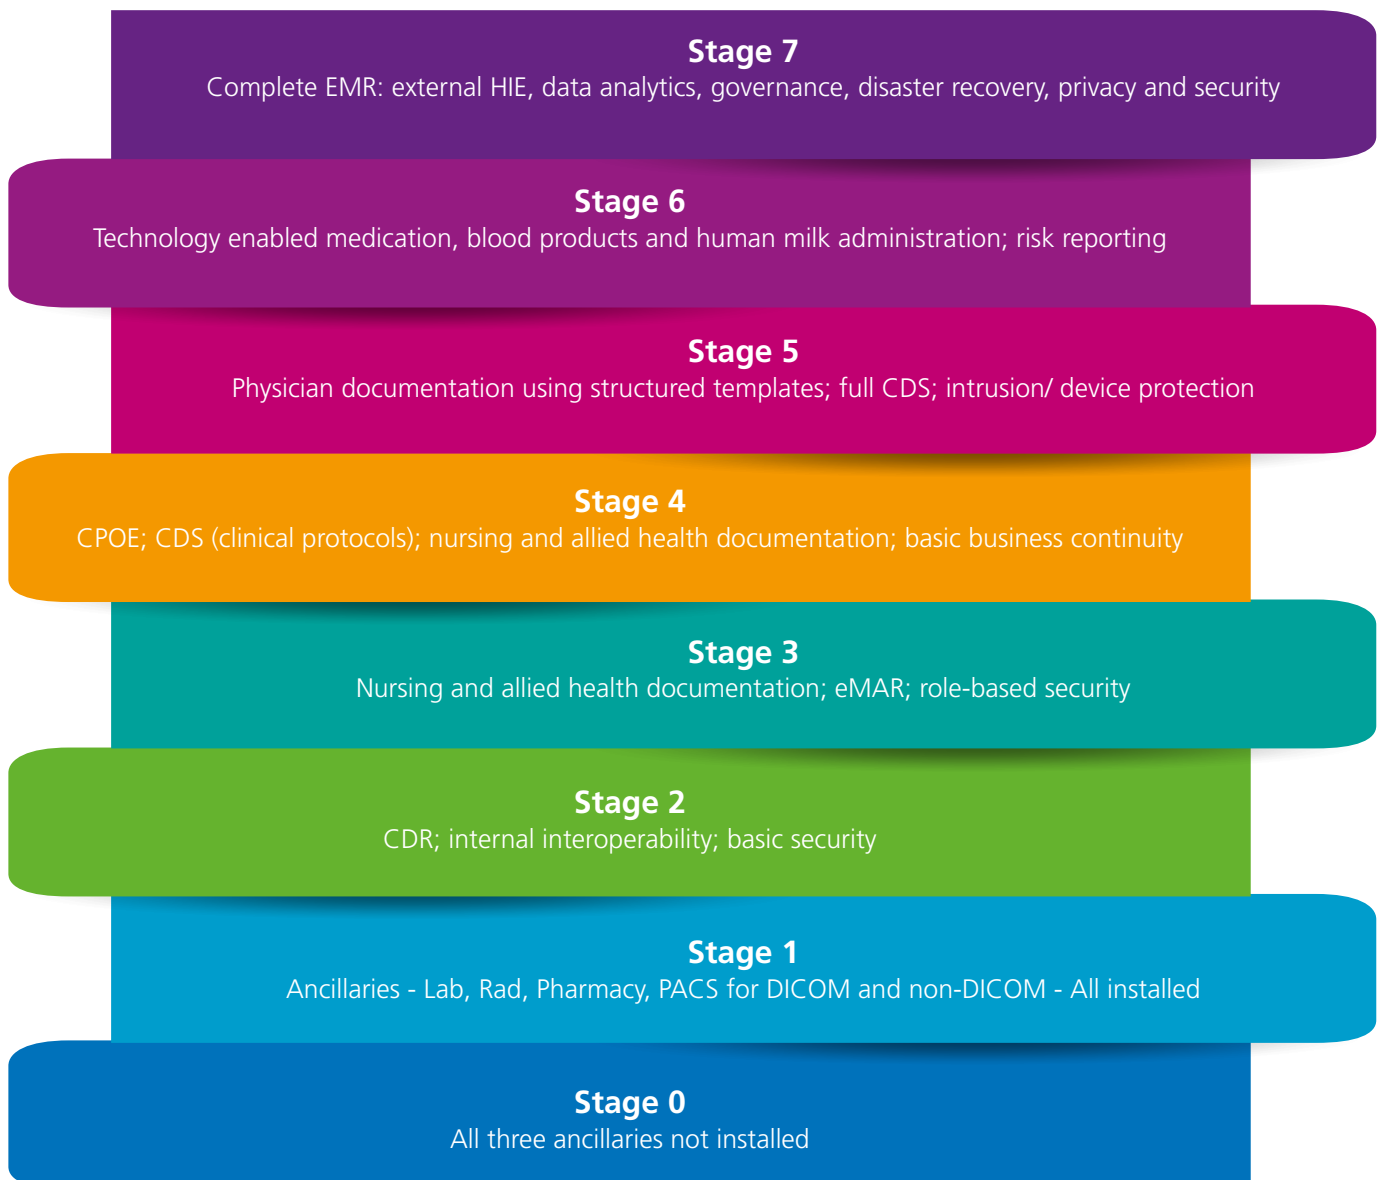 Stage 7
Complete EMR: external HIE, data analytics, governance, disaster recovery, privacy and security
Stage 6
Technology enabled medication, blood products and human milk administration; risk reporting
Stage 5
Physician documentation using structured templates; full CDS; intrusion/ device protection
Stage 4
CPOE; CDS (clinical protocols); nursing and allied health documentation; basic business continuity
Stage 3
Nursing and allied health documentation; eMAR; role-based security
Stage 2
CDR; internal interoperability; basic security
Stage 1
Ancillaries - Lab, Rad, Pharmacy, PACS for DICOM and non-DICOM - All installed
Stage 0
All three ancillaries not installed